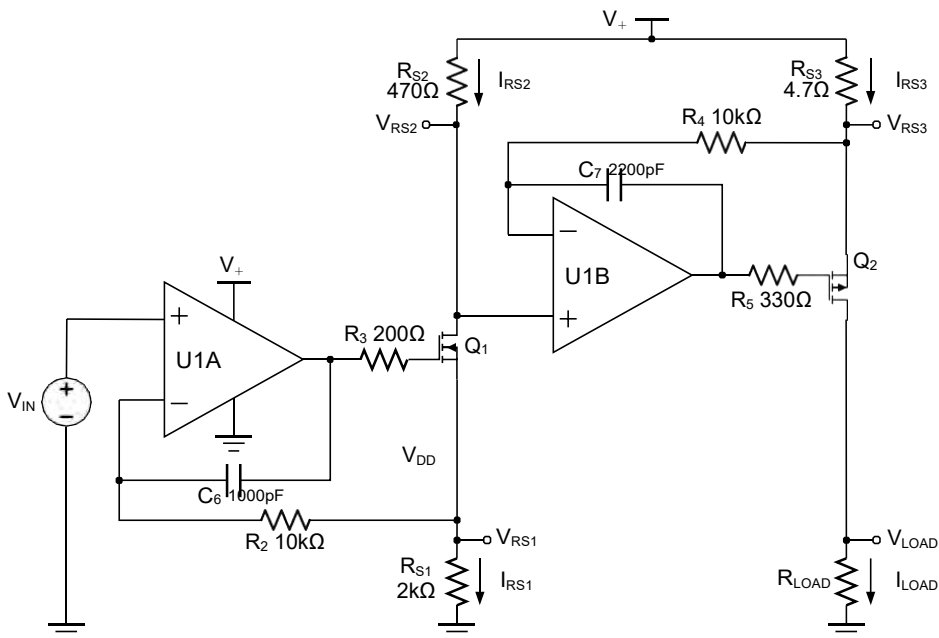 V+
RS2
470Ω
IRS2
RS3
4.7Ω
IRS3
VRS2
R4 10kΩ
VRS3
C7 2200pF
V+
−
U1B
+
Q2
R5 330Ω
+
U1A
−
R3 200Ω
Q1
VIN
+
−
VDD
C6 1000pF
R2 10kΩ
VRS1
VLOAD
RS1
2kΩ
IRS1
RLOAD
ILOAD